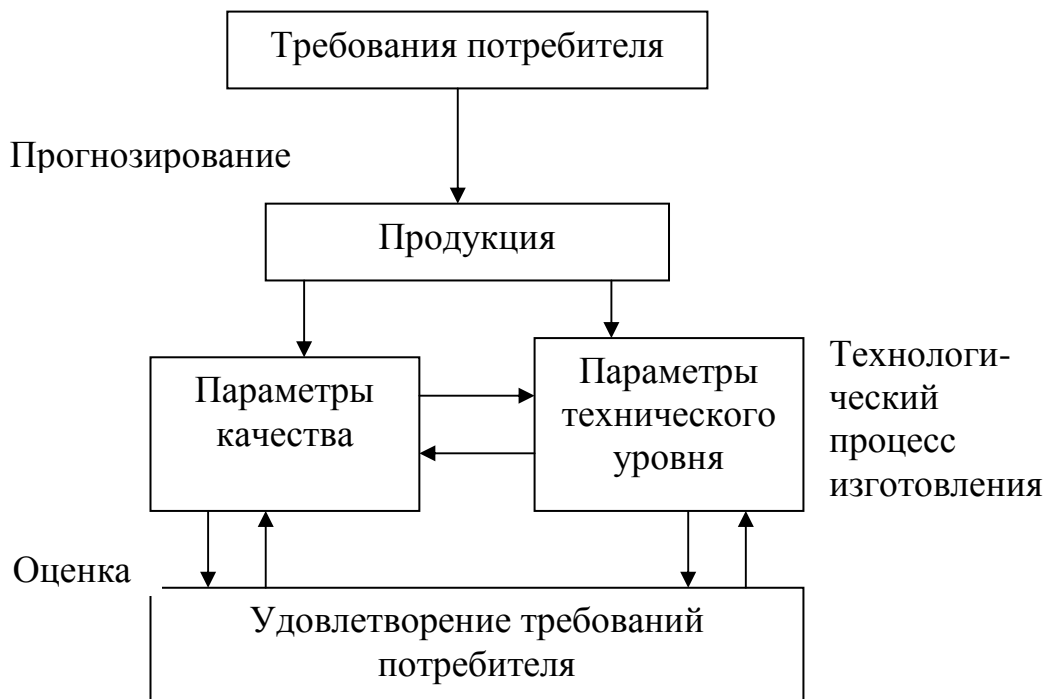 Требования потребителя
Прогнозирование
Продукция
Параметры
качества
Параметры
технического
уровня
Технологи-
ческий
процесс
изготовления
Оценка
Удовлетворение требований
потребителя